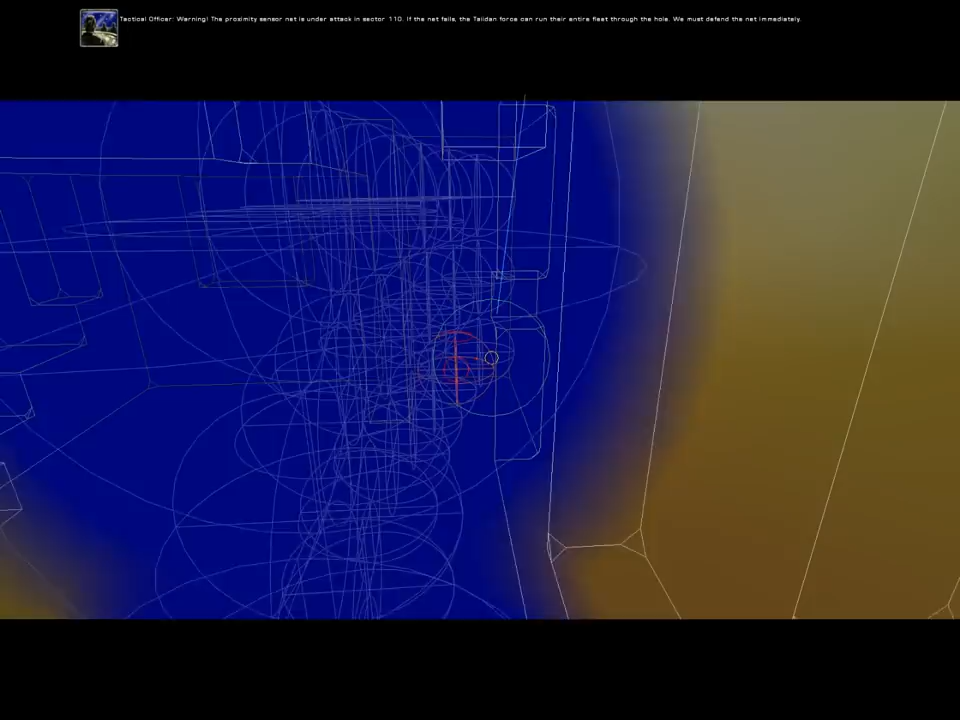 Tactical Officer: Warning! The proximity sensor net is under attack in sector 110. If the net fails, the Taiidan force can run their entire fleet through the hole. We must defend the net immediately.